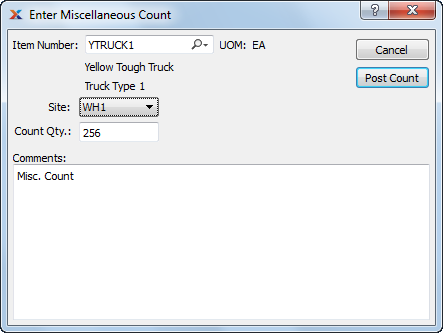 Enter Miscellaneous Count
?
Item Number: YTRUCK1 UOM: EA
Cancel
Yellow Tough Truck
Post Count
Truck Type 1
Site: WH1
Count Qty.: 256
Comments:
Misc. Count